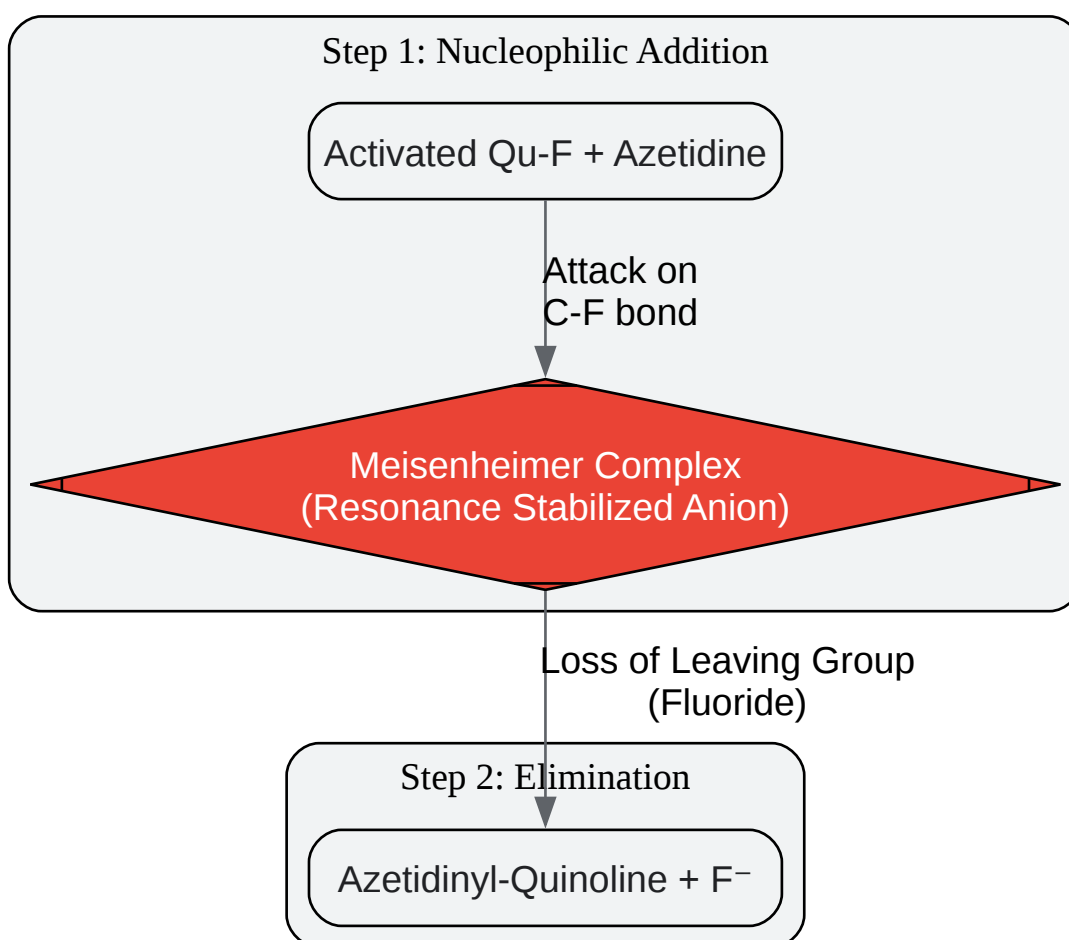 Step 1: Nucleophilic Addition
Activated Qu-F + Azetidine
Attack on
C-F bond
Meisenheimer Complex
(Resonance Stabilized Anion)
Loss of Leaving Group
(Fluoride)
Step 2: Elimination
Azetidinyl-Quinoline + F⁻